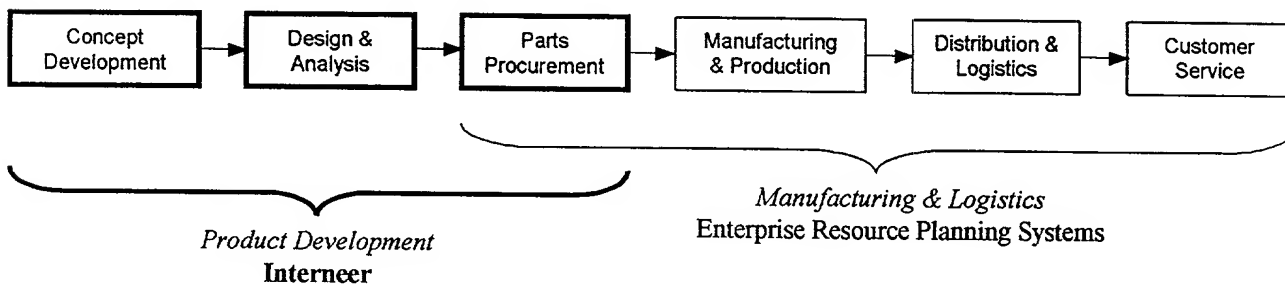 Concept
Development
Design &
Analysis
Parts
Procurement
Manufacturing
& Production
Distribution &
Logistics
Customer
Service
Product Development
Interneer
Manufacturing & Logistics
Enterprise Resource Planning Systems